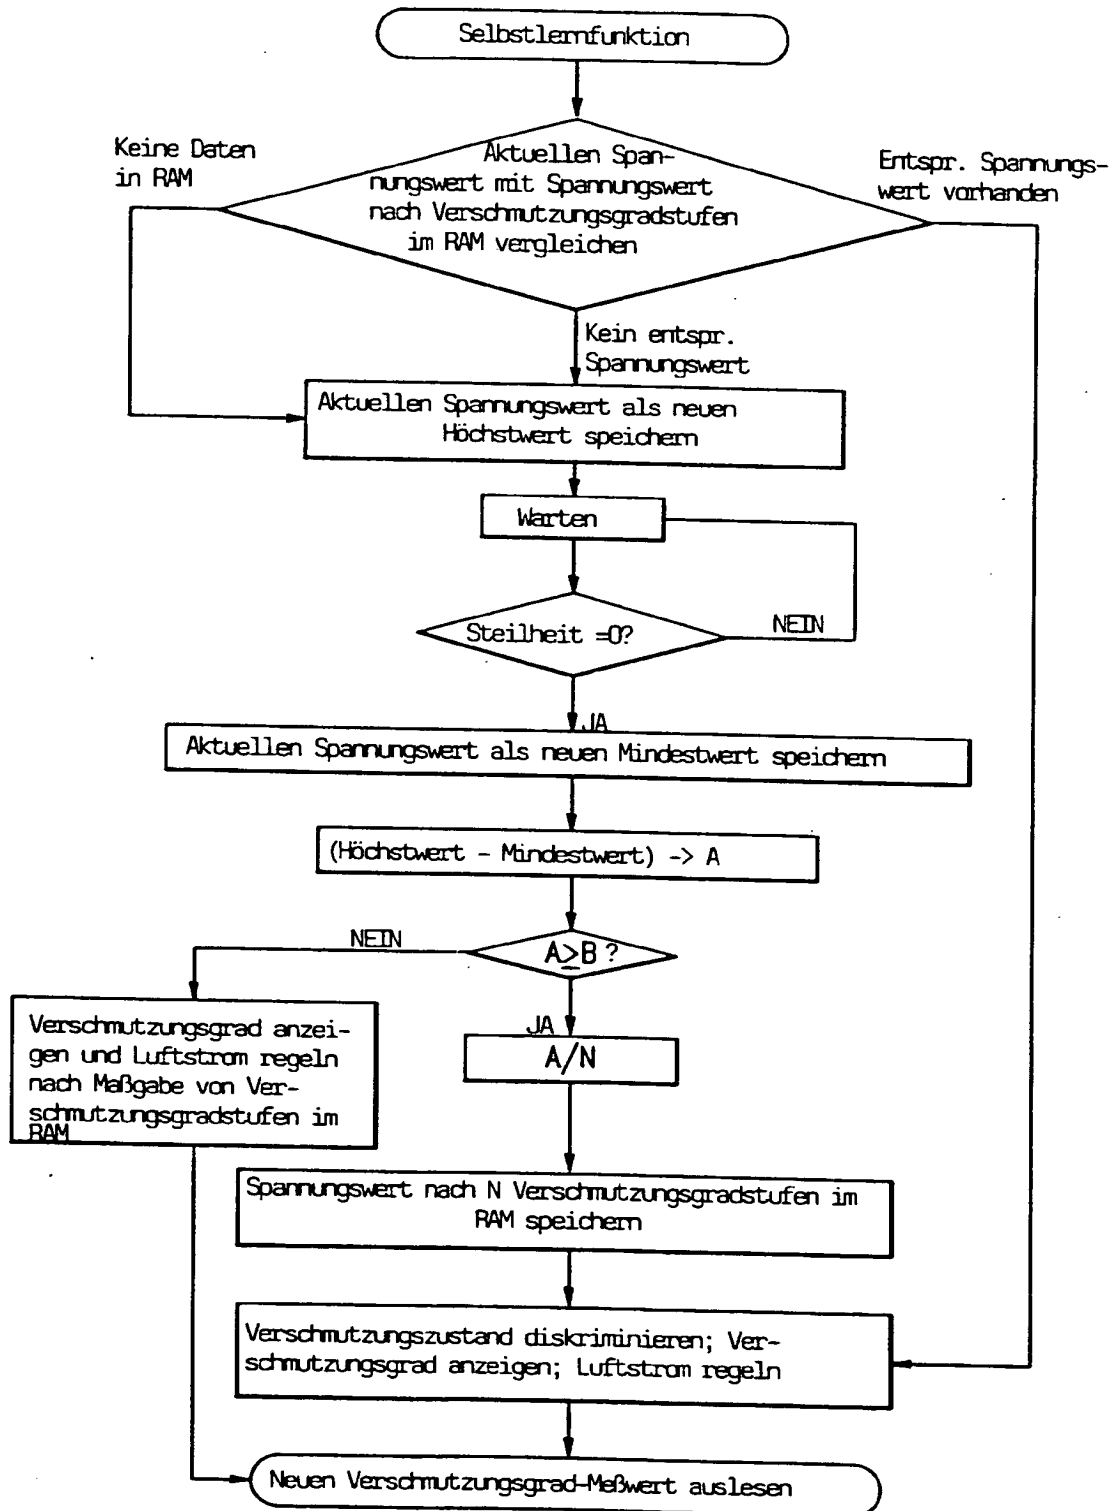 Selbstlernfunktion
Keine Daten
in RAM
Aktuellen Span-
nungswert mit Spannungswert
nach Verschmutzungsgradstufen
im RAM vergleichen
Entspr. Spannungs-
wert vorhanden
Kein entspr.
Spannungswert
Aktuellen Spannungswert als neuen
Höchstwert speichern
Warten
Steilheit =0?
NEIN
JA
Aktuellen Spannungswert als neuen Mindestwert speichern
(Höchstwert - Mindestwert) -> A
NEIN
A≥B ?
JA
A/N
Verschmutzungsgrad anzei-
gen und Luftstrom regeln
nach Maßgabe von Ver-
schmutzungsgradstufen im
RAM
Spannungswert nach N Verschmutzungsgradstufen im
RAM speichern
Verschmutzungszustand diskriminieren; Ver-
schmutzungsgrad anzeigen; Luftstrom regeln
Neuen Verschmutzungsgrad-Meßwert auslesen